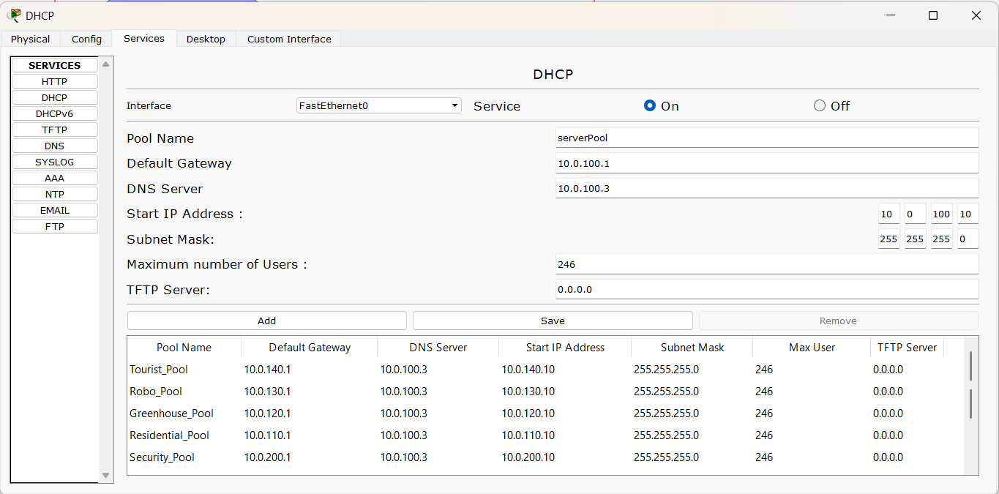 DHCP
Physical Config Services Desktop Custom Interface
SERVICES
HTTP
DHCP
DHCPv6
TFTP
DNS
SYSLOG
AAA
NTP
EMAIL
FTP
DHCP
Interface FastEthernet0 Service On Off
Pool Name serverPool
Default Gateway 10.0.100.1
DNS Server 10.0.100.3
Start IP Address : 10 0 100 10
Subnet Mask: 255 255 255 0
Maximum number of Users : 246
TFTP Server: 0.0.0.0
Add Save Remove
Pool Name Default Gateway DNS Server Start IP Address Subnet Mask Max User TFTP Server
Tourist_Pool 10.0.140.1 10.0.100.3 10.0.140.10 255.255.255.0 246 0.0.0.0
Robo_Pool 10.0.130.1 10.0.100.3 10.0.130.10 255.255.255.0 246 0.0.0.0
Greenhouse_Pool 10.0.120.1 10.0.100.3 10.0.120.10 255.255.255.0 246 0.0.0.0
Residential_Pool 10.0.110.1 10.0.100.3 10.0.110.10 255.255.255.0 246 0.0.0.0
Security_Pool 10.0.200.1 10.0.100.3 10.0.200.10 255.255.255.0 246 0.0.0.0